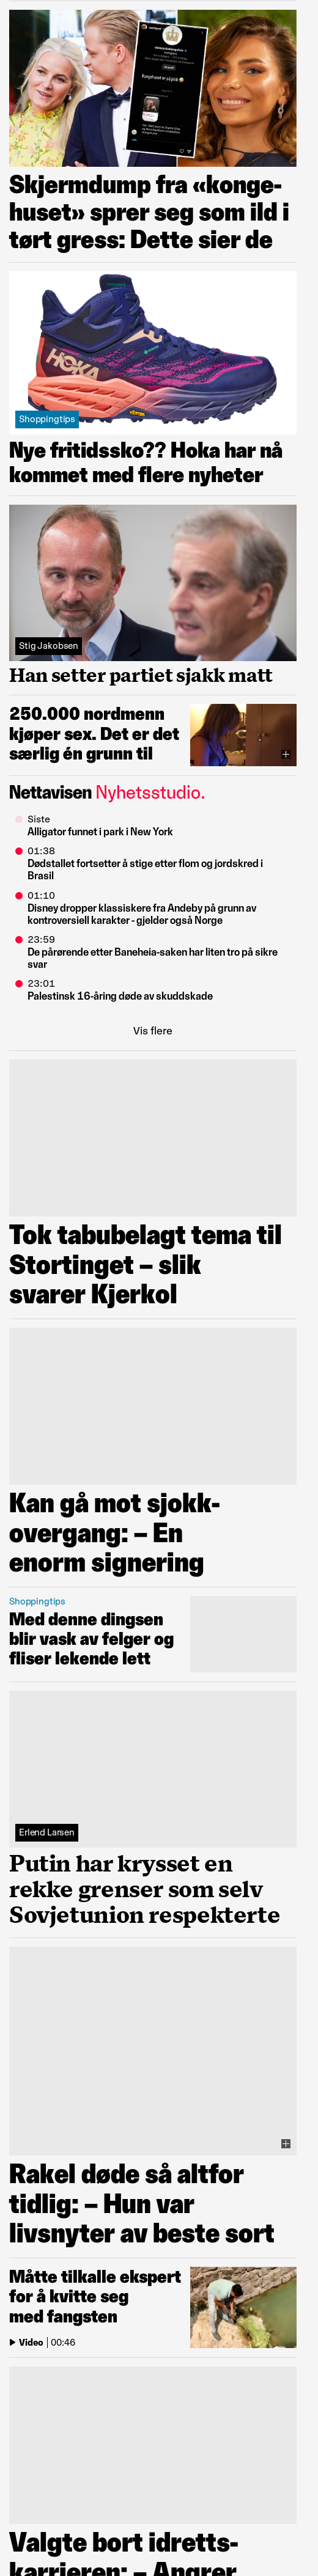 Skjermdump fra «konge-
huset» sprer seg som ild i
tørt gress: Dette sier de
HOKA
vibram
Shoppingtips
Nye fritidssko?? Hoka har nå
kommet med flere nyheter
Stig Jakobsen
Han setter partiet sjakk matt
250.000 nordmenn
kjøper sex. Det er det
særlig én grunn til
Nettavisen Nyhetsstudio.
Siste
Alligator funnet i park i New York
01:38
Dødstallet fortsetter å stige etter flom og jordskred i
Brasil
01:10
Disney dropper klassiskere fra Andeby på grunn av
kontroversiell karakter - gjelder også Norge
23:59
De pårørende etter Baneheia-saken har liten tro på sikre
svar
23:01
Palestinsk 16-åring døde av skuddskade
Vis flere
Tok tabubelagt tema til
Stortinget – slik
svarer Kjerkol
Kan gå mot sjokk-
overgang: – En
enorm signering
Shoppingtips
Med denne dingsen
blir vask av felger og
fliser lekende lett
Erlend Larsen
Putin har krysset en
rekke grenser som selv
Sovjetunion respekterte
Rakel døde så altfor
tidlig: – Hun var
livsnyter av beste sort
Måtte tilkalle ekspert
for å kvitte seg
med fangsten
Video | 00:46
Valgte bort idretts-
karrieren: – Angrer